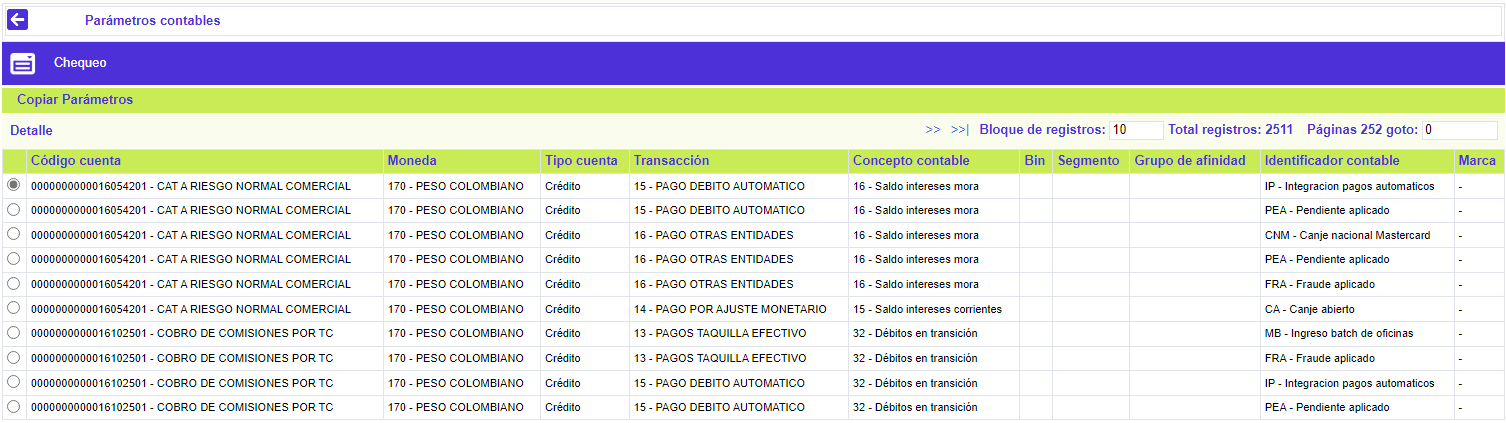 Parámetros contables
Chequeo
Copiar Parámetros
Detalle >> >>| Bloque de registros: 10 Total registros: 2511 Páginas 252 goto: 0
Código cuenta Moneda Tipo cuenta Transacción Concepto contable Bin Segmento Grupo de afinidad Identificador contable Marca
0000000000016054201 - CAT A RIESGO NORMAL COMERCIAL 170 - PESO COLOMBIANO Crédito 15 - PAGO DEBITO AUTOMATICO 16 - Saldo intereses mora IP - Integracion pagos automaticos -
0000000000016054201 - CAT A RIESGO NORMAL COMERCIAL 170 - PESO COLOMBIANO Crédito 15 - PAGO DEBITO AUTOMATICO 16 - Saldo intereses mora PEA - Pendiente aplicado -
0000000000016054201 - CAT A RIESGO NORMAL COMERCIAL 170 - PESO COLOMBIANO Crédito 16 - PAGO OTRAS ENTIDADES 16 - Saldo intereses mora CNM - Canje nacional Mastercard -
0000000000016054201 - CAT A RIESGO NORMAL COMERCIAL 170 - PESO COLOMBIANO Crédito 16 - PAGO OTRAS ENTIDADES 16 - Saldo intereses mora PEA - Pendiente aplicado -
0000000000016054201 - CAT A RIESGO NORMAL COMERCIAL 170 - PESO COLOMBIANO Crédito 16 - PAGO OTRAS ENTIDADES 16 - Saldo intereses mora FRA - Fraude aplicado -
0000000000016054201 - CAT A RIESGO NORMAL COMERCIAL 170 - PESO COLOMBIANO Crédito 14 - PAGO POR AJUSTE MONETARIO 15 - Saldo intereses corrientes CA - Canje abierto -
0000000000016102501 - COBRO DE COMISIONES POR TC 170 - PESO COLOMBIANO Crédito 13 - PAGOS TAQUILLA EFECTIVO 32 - Débitos en transición MB - Ingreso batch de oficinas -
0000000000016102501 - COBRO DE COMISIONES POR TC 170 - PESO COLOMBIANO Crédito 13 - PAGOS TAQUILLA EFECTIVO 32 - Débitos en transición FRA - Fraude aplicado -
0000000000016102501 - COBRO DE COMISIONES POR TC 170 - PESO COLOMBIANO Crédito 15 - PAGO DEBITO AUTOMATICO 32 - Débitos en transición IP - Integracion pagos automaticos -
0000000000016102501 - COBRO DE COMISIONES POR TC 170 - PESO COLOMBIANO Crédito 15 - PAGO DEBITO AUTOMATICO 32 - Débitos en transición PEA - Pendiente aplicado -